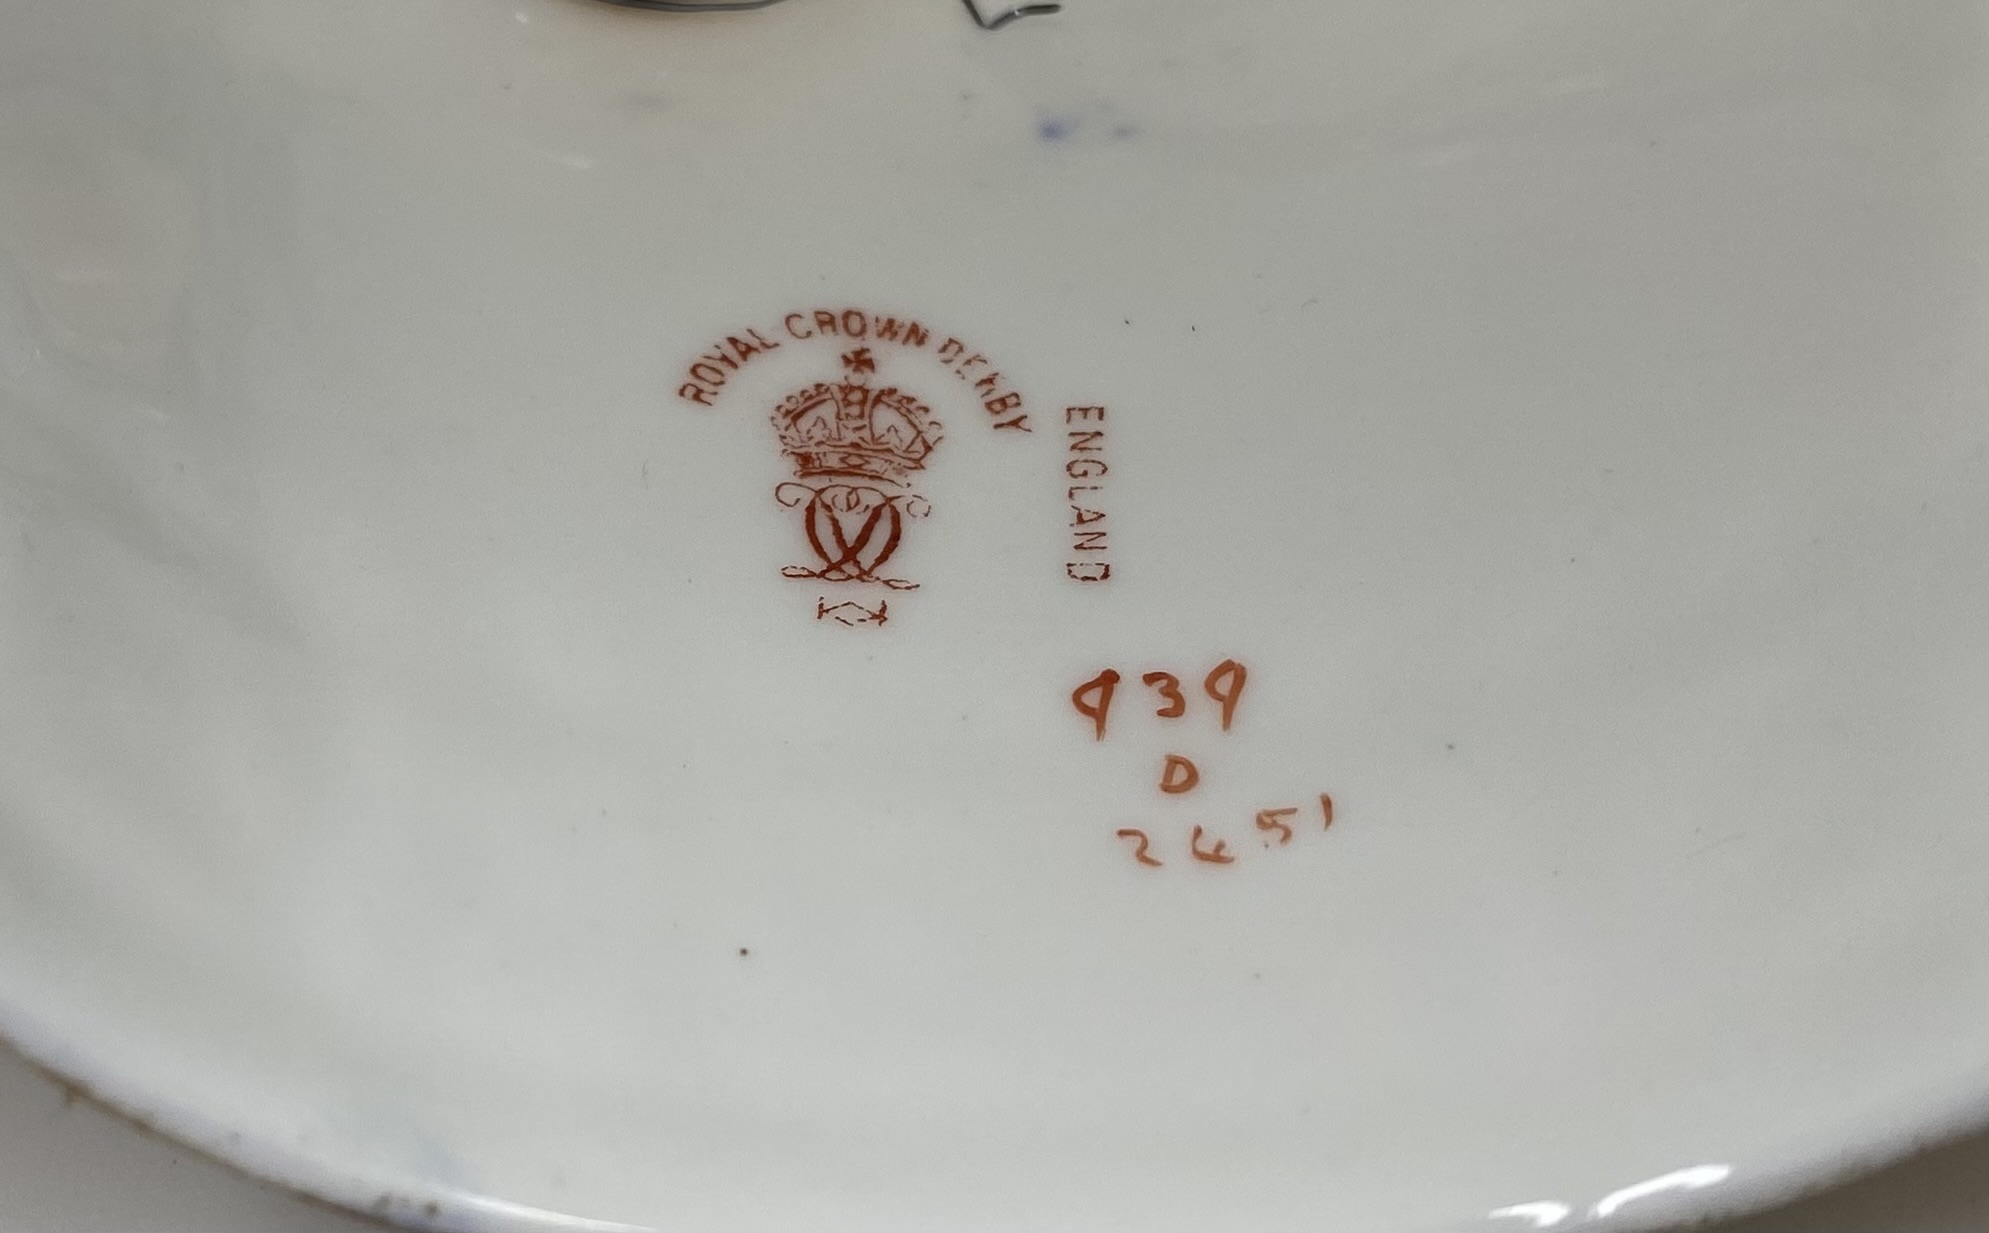 ROYAL CROWN DERBY
ENGLAND
939
D
2451